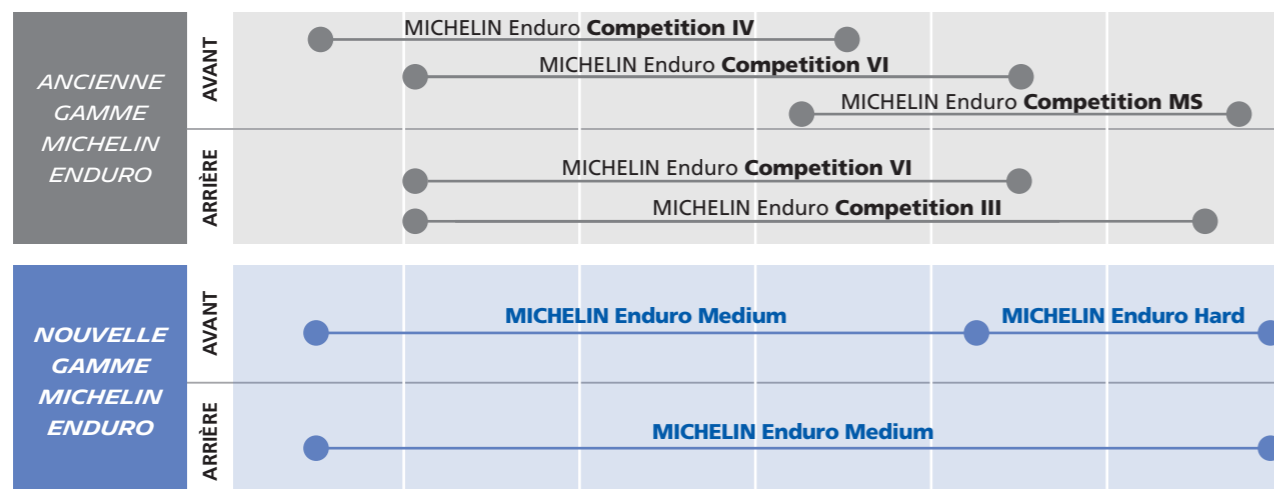 ANCIENNE
GAMME
MICHELIN
ENDURO
AVANT
MICHELIN Enduro Competition IV
MICHELIN Enduro Competition VI
MICHELIN Enduro Competition MS
ARRIÈRE
MICHELIN Enduro Competition VI
MICHELIN Enduro Competition III
NOUVELLE
GAMME
MICHELIN
ENDURO
AVANT
MICHELIN Enduro Medium
MICHELIN Enduro Hard
ARRIÈRE
MICHELIN Enduro Medium